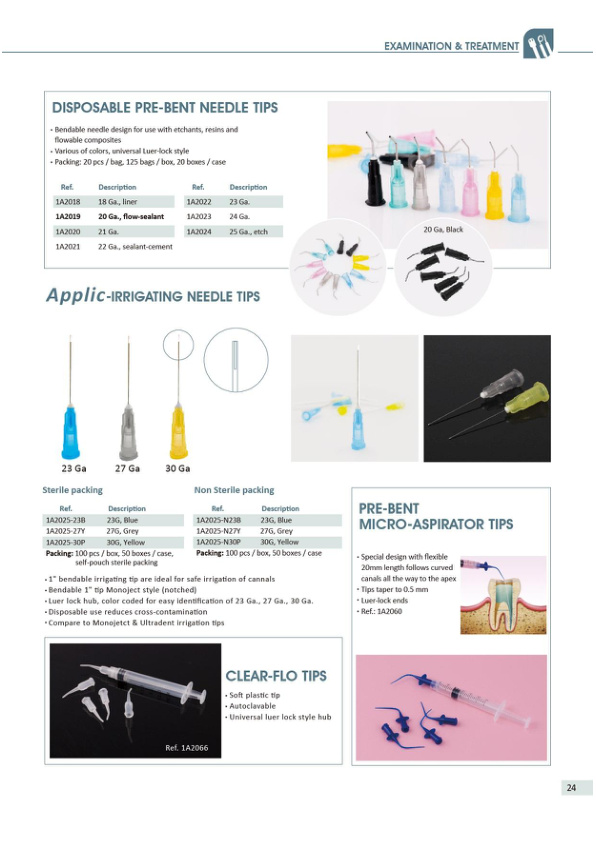 EXAMINATION & TREATMENT
DISPOSABLE PRE-BENT NEEDLE TIPS
• Bendable needle design for use with etchants, resins and
flowable composites
• Various of colors, universal Luer-lock style
• Packing: 20 pcs / bag, 125 bags / box, 20 boxes / case
Ref. Description Ref. Description
1A2018 18 Ga., liner 1A2022 23 Ga.
1A2019 20 Ga., flow-sealant 1A2023 24 Ga.
1A2020 21 Ga. 1A2024 25 Ga., etch
1A2021 22 Ga., sealant-cement
20 Ga, Black
Applic-IRRIGATING NEEDLE TIPS
23 Ga 27 Ga 30 Ga
Sterile packing Non Sterile packing
Ref. Description Ref. Description
1A2025-23B 23G, Blue 1A2025-N23B 23G, Blue
1A2025-27Y 27G, Grey 1A2025-N27Y 27G, Grey
1A2025-30P 30G, Yellow 1A2025-N30P 30G, Yellow
Packing: 100 pcs / box, 50 boxes / case, Packing: 100 pcs / box, 50 boxes / case
self-pouch sterile packing
• 1" bendable irrigating tip are ideal for safe irrigation of cannals
• Bendable 1" tip Monoject style (notched)
• Luer lock hub, color coded for easy identification of 23 Ga., 27 Ga., 30 Ga.
• Disposable use reduces cross-contamination
• Compare to Monojetct & Ultradent irrigation tips
PRE-BENT
MICRO-ASPIRATOR TIPS
• Special design with flexible
20mm length follows curved
canals all the way to the apex
• Tips taper to 0.5 mm
• Luer-lock ends
• Ref.: 1A2060
CLEAR-FLO TIPS
• Soft plastic tip
• Autoclavable
• Universal luer lock style hub
Ref. 1A2066
24